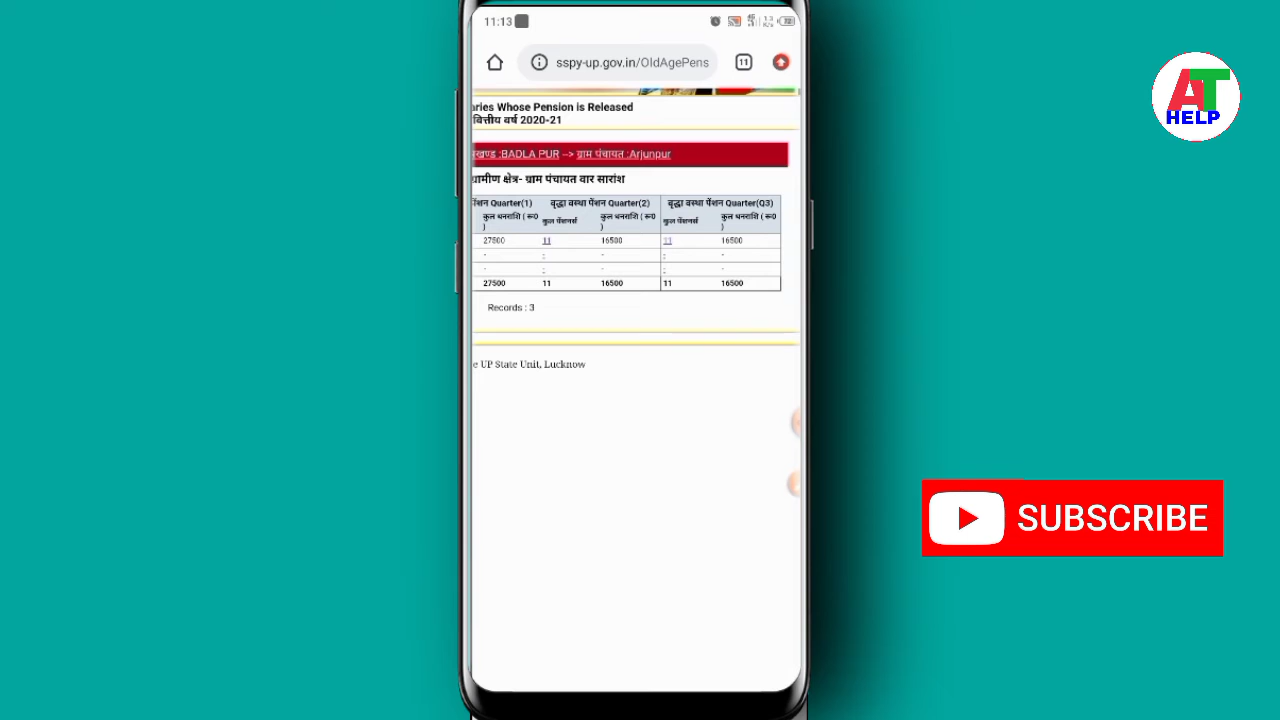 11:13
sspy-up.gov.in/OldAgePens
11
AT
HELP
aries Whose Pension is Released
वित्तीय वर्ष 2020-21
खण्ड :BADLA PUR --> ग्राम पंचायत :Arjunpur
ग्रामीण क्षेत्र- ग्राम पंचायत वार सारांश
पेंशन Quarter(1) वृद्धा वस्था पेंशन Quarter(2) वृद्धा वस्था पेंशन Quarter(Q3)
कुल धनराशि ( रू0 ) कुल पेंशनर्स कुल धनराशि ( रू0 ) कुल पेंशनर्स कुल धनराशि ( रू0 )
27500 11 16500 11 16500
- - - - -
- - - - -
27500 11 16500 11 16500
Records : 3
e UP State Unit, Lucknow
SUBSCRIBE